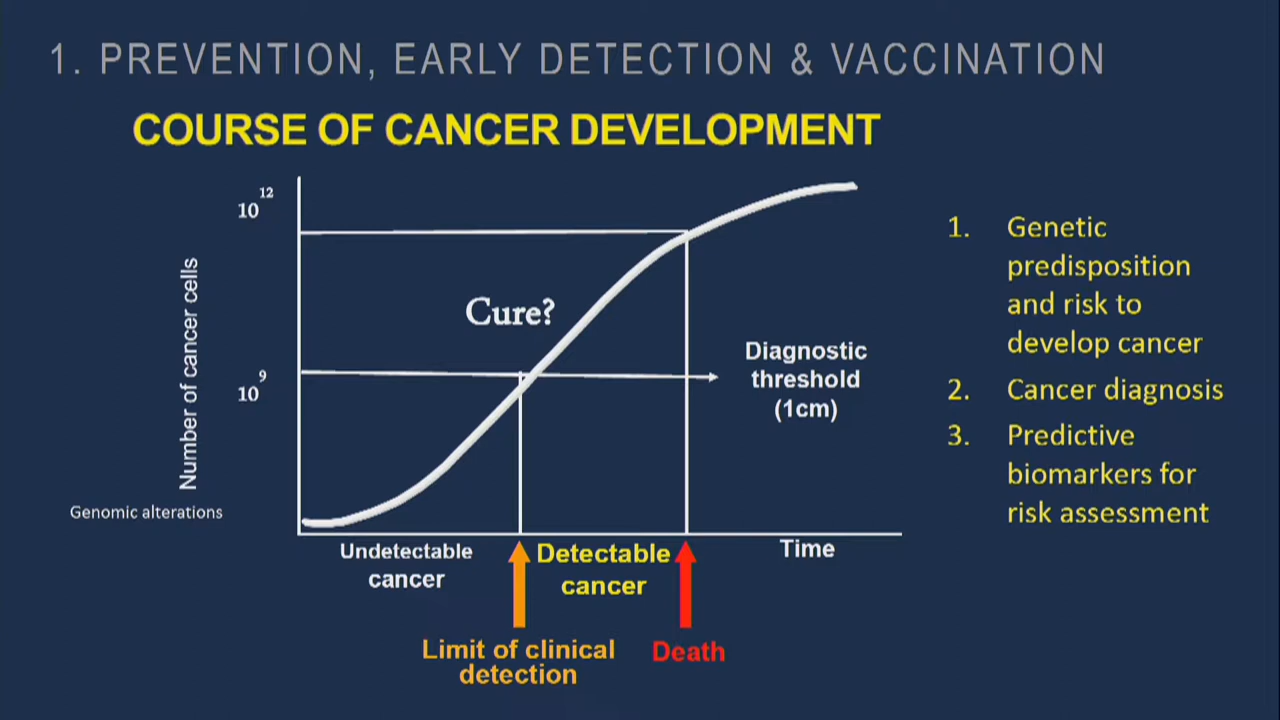 1. PREVENTION, EARLY DETECTION & VACCINATION
COURSE OF CANCER DEVELOPMENT
10^12
10^9
Number of cancer cells
Genomic alterations
Cure?
Diagnostic
threshold
(1cm)
Undetectable
cancer
Detectable
cancer
Time
Limit of clinical
detection
Death
1. Genetic
predisposition
and risk to
develop cancer
2. Cancer diagnosis
3. Predictive
biomarkers for
risk assessment